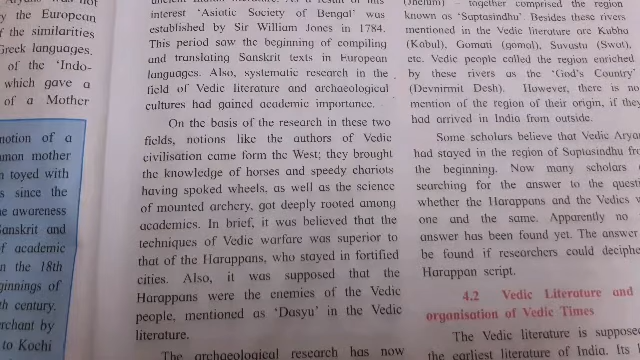 y the European
f the similarities
Greek languages.
of the 'Indo-
which gave a
of a Mother
notion of a
mother
toyed with
since the
awareness
Sanskrit and
of academic
n the 18th
ginnings of
th century.
rchant by
to Kochi
interest 'Asiatic Society of Bengal' was
established by Sir William Jones in 1784.
This period saw the beginning of compiling
and translating Sanskrit texts in European
languages. Also, systematic research in the
field of Vedic literature and archaeological
cultures had gained academic importance.
On the basis of the research in these two
fields, notions like the authors of Vedic
civilisation came form the West; they brought
the knowledge of horses and speedy chariots
having spoked wheels, as well as the science
of mounted archery, got deeply rooted among
academics. In brief, it was believed that the
techniques of Vedic warfare was superior to
that of the Harappans, who stayed in fortified
cities. Also, it was supposed that the
Harappans were the enemies of the Vedic
people, mentioned as 'Dasyu' in the Vedic
literature.
The archaeological research has now
(Jhelum) - together comprised the region
known as 'Saptasindhu'. Besides these rivers
mentioned in the Vedic literature are Kubha
(Kabul), Gomati (gomal), Suvastu (Swot),
etc. Vedic people called the region enriched
by these rivers as the 'God's Country'
(Devnirmit Desh). However, there is no
mention of the region of their origin, if they
had arrived in India from outside.
Some scholars believe that Vedic Aryan
had stayed in the region of Saptasindhu from
the beginning. Now many scholars
searching for the answer to the quest
whether the Harappans and the Vedics w
one and the same. Apparently no
answer has been found yet. The answer
be found if researchers could deciphe
Harappan script.
4.2 Vedic Literature and
organisation of Vedic Times
The Vedic literature is suppose
the earliest literature of India. Its